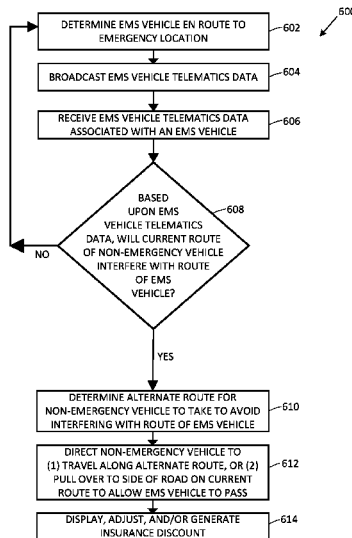 600
DETERMINE EMS VEHICLE EN ROUTE TO
EMERGENCY LOCATION
602
BROADCAST EMS VEHICLE TELEMATICS DATA
604
RECEIVE EMS VEHICLE TELEMATICS DATA
ASSOCIATED WITH AN EMS VEHICLE
606
BASED
UPON EMS
VEHICLE TELEMATICS
DATA, WILL CURRENT ROUTE
OF NON-EMERGENCY VEHICLE
INTERFERE WITH ROUTE
OF EMS
VEHICLE?
608
NO
YES
DETERMINE ALTERNATE ROUTE FOR
NON-EMERGENCY VEHICLE TO TAKE TO AVOID
INTERFERING WITH ROUTE OF EMS VEHICLE
610
DIRECT NON-EMERGENCY VEHICLE TO
(1) TRAVEL ALONG ALTERNATE ROUTE, OR (2)
PULL OVER TO SIDE OF ROAD ON CURRENT
ROUTE TO ALLOW EMS VEHICLE TO PASS
612
DISPLAY, ADJUST, AND/OR GENERATE
INSURANCE DISCOUNT
614